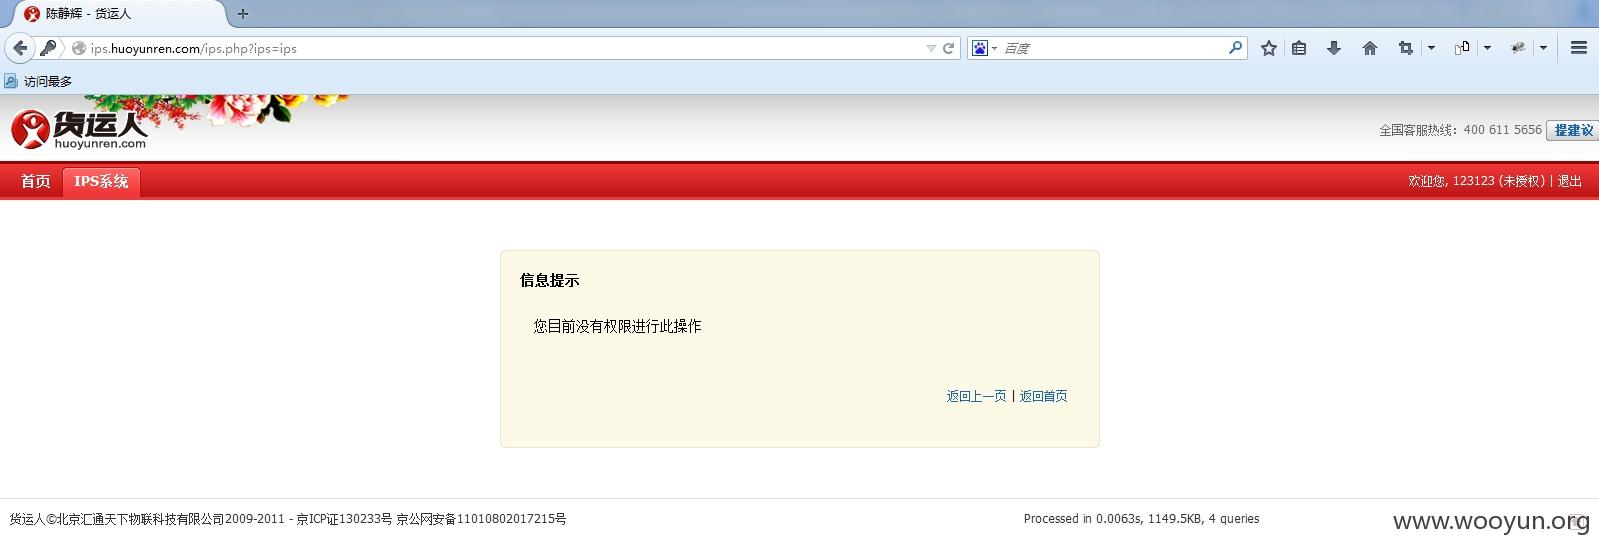 陈静辉 - 货运人
ips.huoyunren.com/ips.php?ips=ips
百度
访问最多
货运人
huoyunren.com
全国客服热线：400 611 5656 提建议
首页 IPS系统
欢迎您, 123123 (未授权) | 退出
信息提示
您目前没有权限进行此操作
返回上一页 | 返回首页
货运人©北京汇通天下物联科技有限公司2009-2011 - 京ICP证130233号 京公网安备11010802017215号
Processed in 0.0063s, 1149.5KB, 4 queries
www.wooyun.org